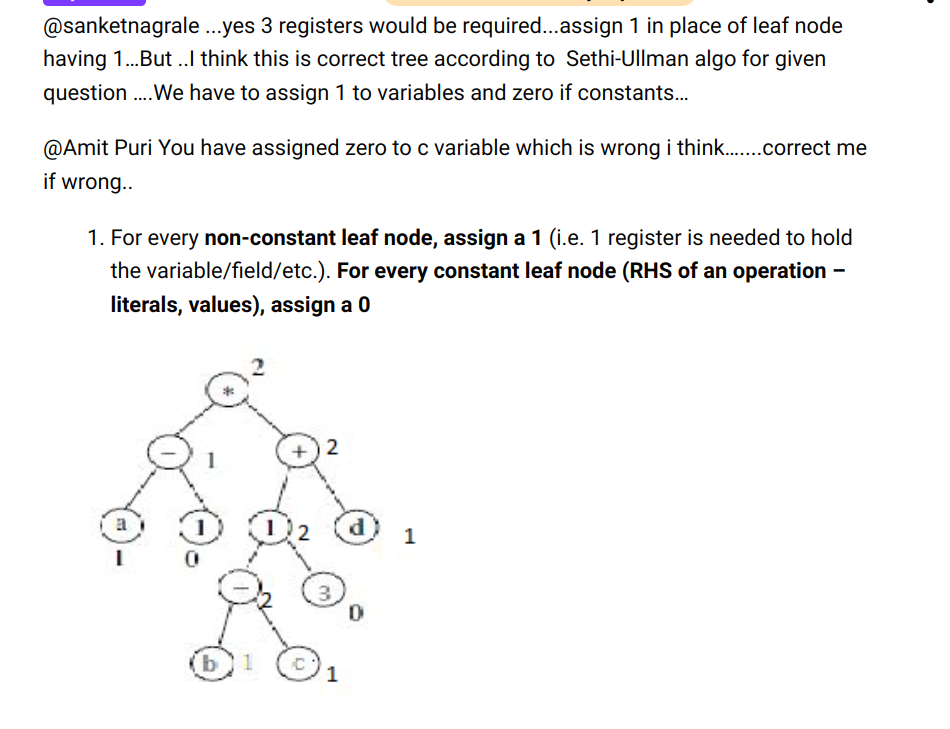 @sanketnagrale ...yes 3 registers would be required...assign 1 in place of leaf node
having 1...But ..I think this is correct tree according to Sethi-Ullman algo for given
question ....We have to assign 1 to variables and zero if constants...
@Amit Puri You have assigned zero to c variable which is wrong i think.......correct me
if wrong..
1. For every non-constant leaf node, assign a 1 (i.e. 1 register is needed to hold
the variable/field/etc.). For every constant leaf node (RHS of an operation –
literals, values), assign a 0
2
*
− 1 + 2
a 1 1 2 d 1
1 0
− 2 3
0
b 1 c 1